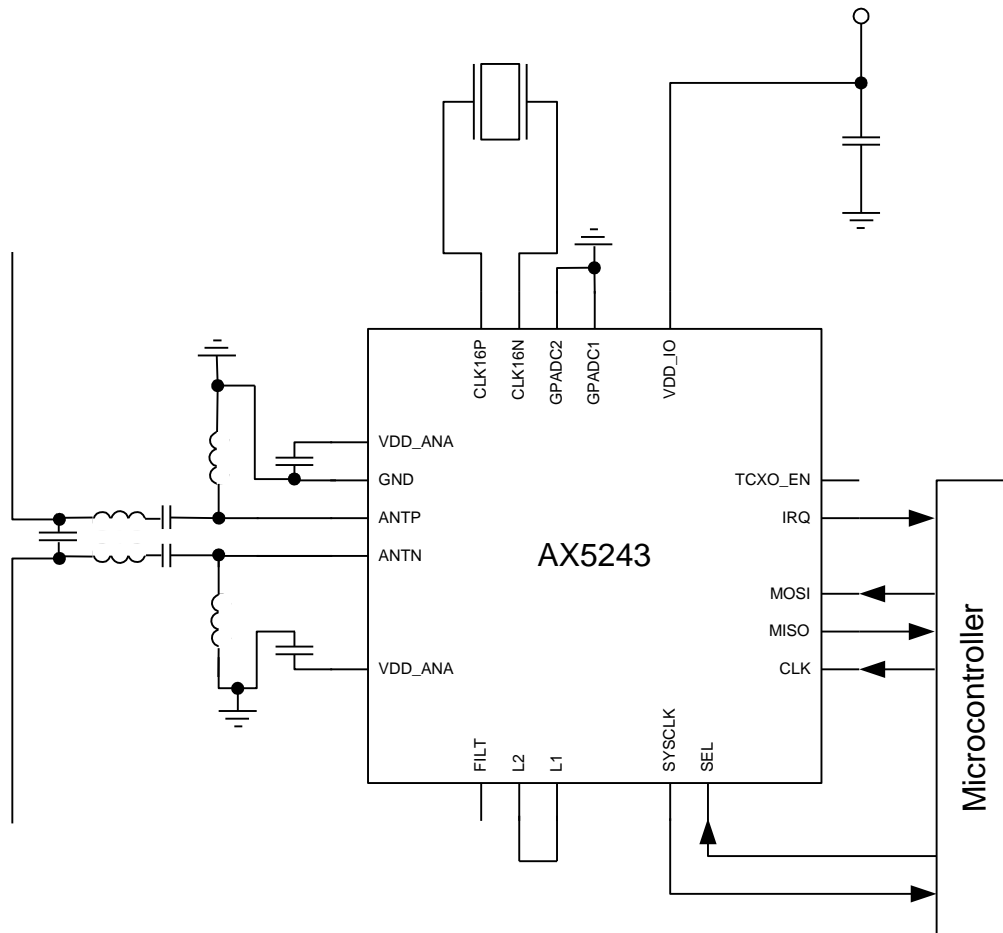 CLK16P
CLK16N
GPADC2
GPADC1
VDD_IO
VDD_ANA
GND
ANTP
ANTN
VDD_ANA
AX5243
TCXO_EN
IRQ
MOSI
MISO
CLK
FILT
L2
L1
SYSCLK
SEL
Microcontroller